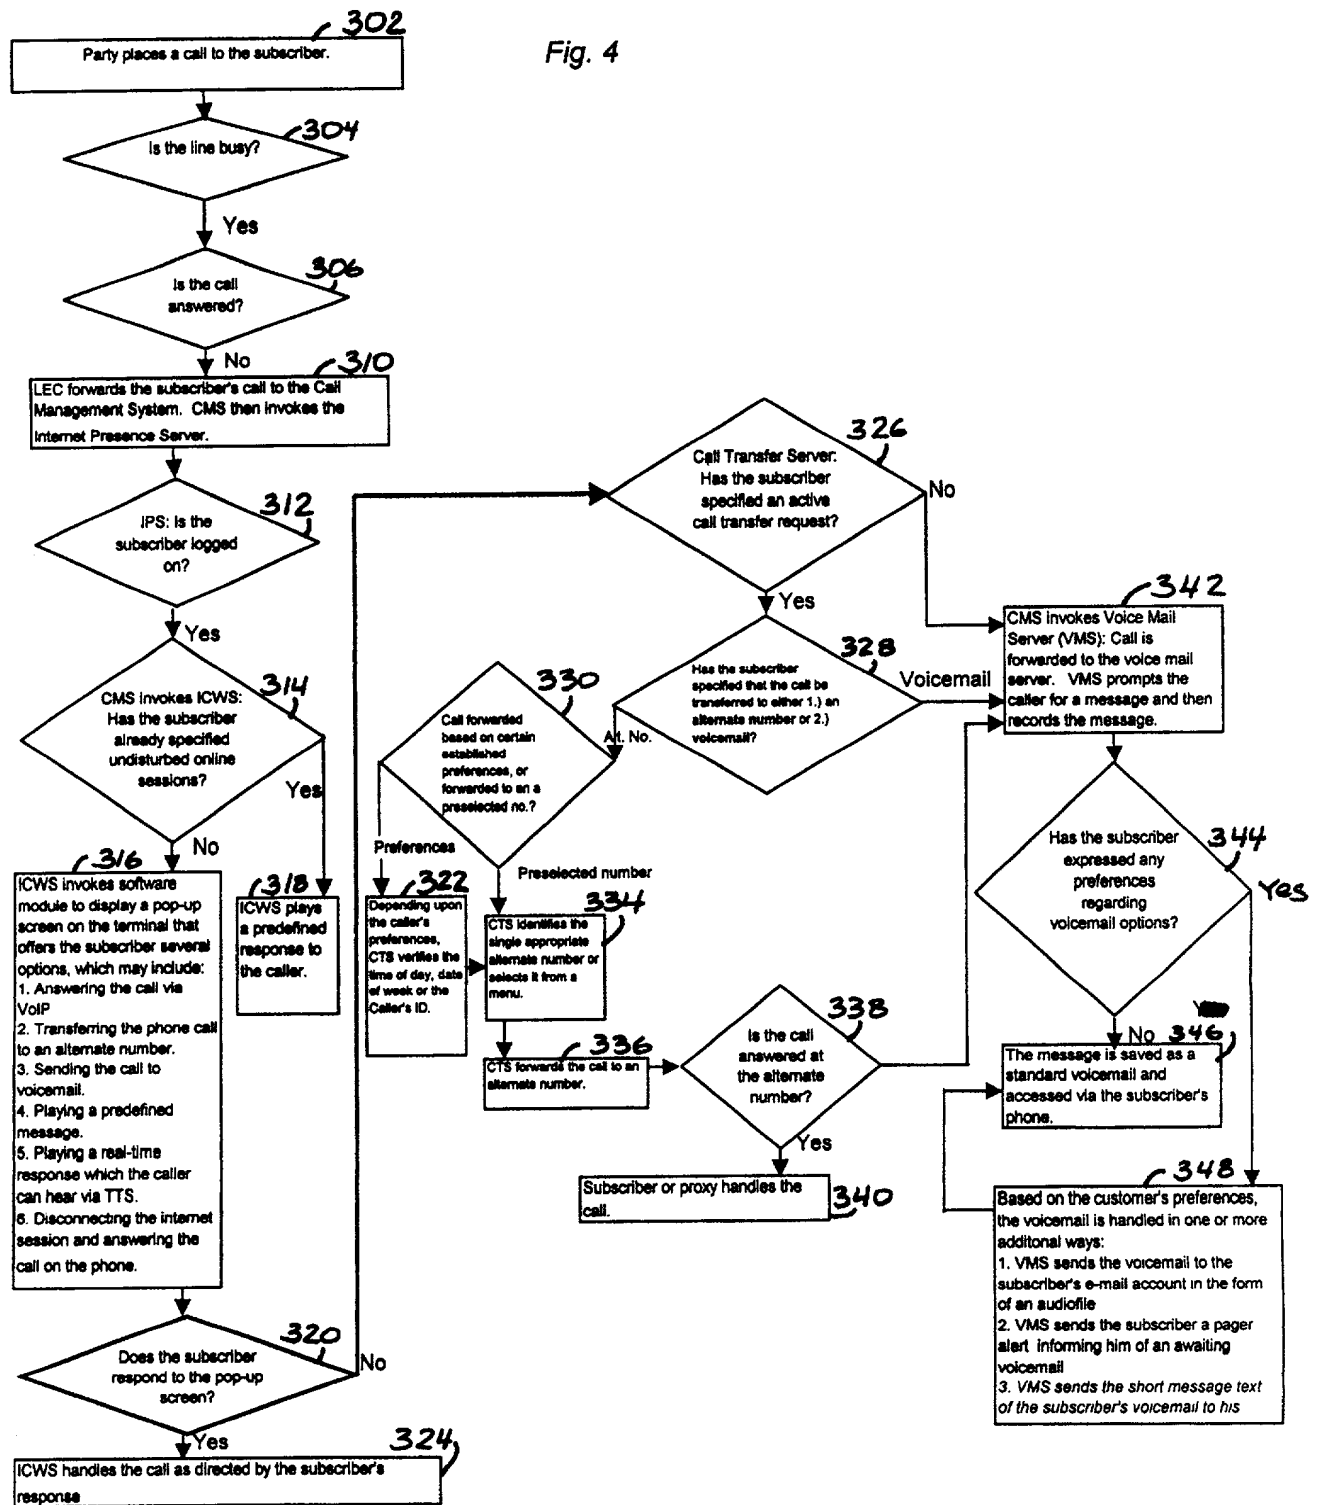 302
Party places a call to the subscriber.
Fig. 4
304
Is the line busy?
Yes
306
Is the call
answered?
No
310
LEC forwards the subscriber's call to the Call
Management System. CMS then invokes the
Internet Presence Server.
312
IPS: Is the
subscriber logged
on?
Yes
314
CMS invokes ICWS:
Has the subscriber
already specified
undisturbed online
sessions?
Yes
No
316
ICWS invokes software
module to display a pop-up
screen on the terminal that
offers the subscriber several
options, which may include:
1. Answering the call via
VoIP
2. Transferring the phone call
to an alternate number.
3. Sending the call to
voicemail.
4. Playing a predefined
message.
5. Playing a real-time
response which the caller
can hear via TTS.
6. Disconnecting the internet
session and answering the
call on the phone.
318
ICWS plays
a predefined
response to
the caller.
320
Does the subscriber
respond to the pop-up
screen?
No
Yes
324
ICWS handles the call as directed by the subscriber's
response
326
Call Transfer Server:
Has the subscriber
specified an active
call transfer request?
No
Yes
328
Has the subscriber
specified that the call be
transferred to either 1.) an
alternate number or 2.)
voicemail?
Voicemail
Alt. No.
330
Call forwarded
based on certain
established
preferences, or
forwarded to an a
preselected no.?
Preferences
Preselected number
322
Depending upon
the caller's
preferences,
CTS verifies the
time of day, date
of week or the
Caller's ID.
334
CTS identifies the
single appropriate
alternate number or
selects it from a
menu.
336
CTS forwards the call to an
alternate number.
338
Is the call
answered at
the alternate
number?
Yes
340
Subscriber or proxy handles the
call.
342
CMS invokes Voice Mail
Server (VMS): Call is
forwarded to the voice mail
server. VMS prompts the
caller for a message and then
records the message.
344
Has the subscriber
expressed any
preferences
regarding
voicemail options?
Yes
No
346
The message is saved as a
standard voicemail and
accessed via the subscriber's
phone.
348
Based on the customer's preferences,
the voicemail is handled in one or more
additonal ways:
1. VMS sends the voicemail to the
subscriber's e-mail account in the form
of an audiofile
2. VMS sends the subscriber a pager
alert informing him of an awaiting
voicemail
3. VMS sends the short message text
of the subscriber's voicemail to his